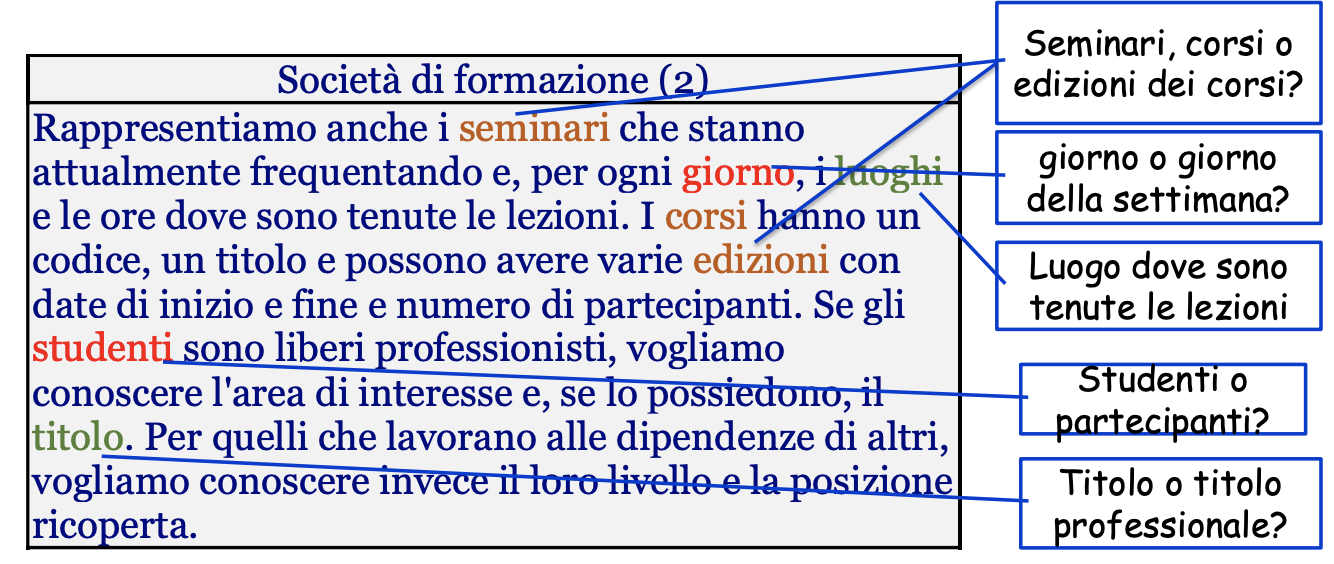 Società di formazione (2)
Rappresentiamo anche i seminari che stanno
attualmente frequentando e, per ogni giorno, i luoghi
e le ore dove sono tenute le lezioni. I corsi hanno un
codice, un titolo e possono avere varie edizioni con
date di inizio e fine e numero di partecipanti. Se gli
studenti sono liberi professionisti, vogliamo
conoscere l'area di interesse e, se lo possiedono, il
titolo. Per quelli che lavorano alle dipendenze di altri,
vogliamo conoscere invece il loro livello e la posizione
ricoperta.
Seminari, corsi o
edizioni dei corsi?
giorno o giorno
della settimana?
Luogo dove sono
tenute le lezioni
Studenti o
partecipanti?
Titolo o titolo
professionale?